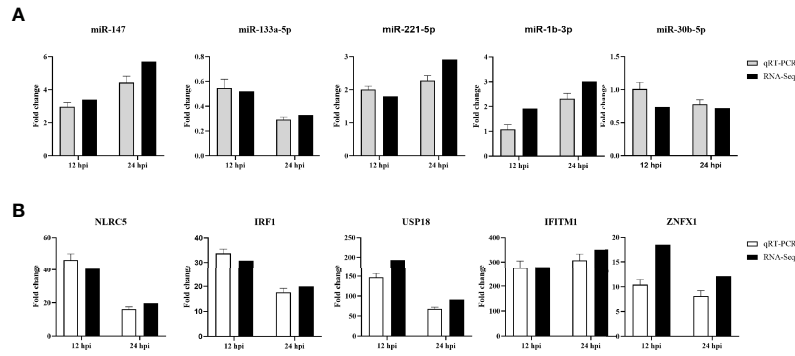 A
miR-147
Fold change
6
4
2
0
12 hpi
24 hpi
miR-133a-5p
Fold change
0.8
0.6
0.4
0.2
0.0
12 hpi
24 hpi
miR-221-5p
Fold change
3
2
1
0
12 hpi
24 hpi
miR-1b-3p
Fold change
4
3
2
1
0
12 hpi
24 hpi
miR-30b-5p
Fold change
1.5
1.0
0.5
0.0
12 hpi
24 hpi
qRT-PCR
RNA-Seq
B
NLRC5
Fold change
60
40
20
0
12 hpi
24 hpi
IRF1
Fold change
40
30
20
10
0
12 hpi
24 hpi
USP18
Fold change
250
200
150
100
50
0
12 hpi
24 hpi
IFITM1
Fold change
400
300
200
100
0
12 hpi
24 hpi
ZNFX1
Fold change
20
15
10
5
0
12 hpi
24 hpi
qRT-PCR
RNA-Seq